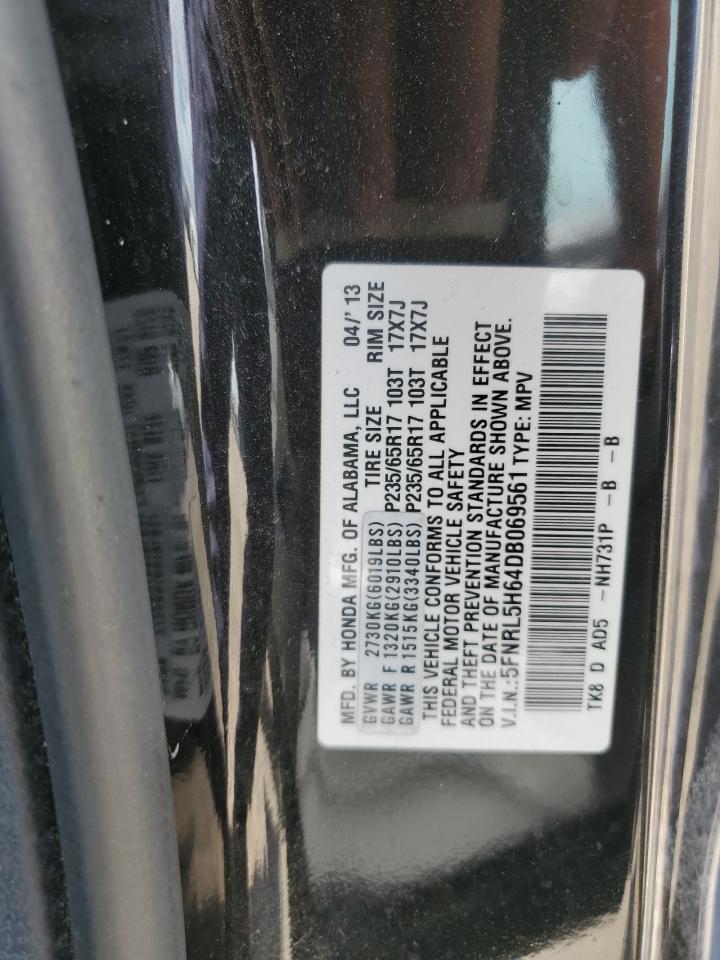 MFD. BY HONDA MFG. OF ALABAMA, LLC 04/' 13
GVWR 2730KG(6019LBS) TIRE SIZE RIM SIZE
GAWR F 1320KG(2910LBS) P235/65R17 103T 17X7J
GAWR R 1515KG(3340LBS) P235/65R17 103T 17X7J
THIS VEHICLE CONFORMS TO ALL APPLICABLE
FEDERAL MOTOR VEHICLE SAFETY
AND THEFT PREVENTION STANDARDS IN EFFECT
ON THE DATE OF MANUFACTURE SHOWN ABOVE.
V.I.N.:5FNRL5H64DB069561 TYPE: MPV
TK8 D AD5 -NH731P -B -B